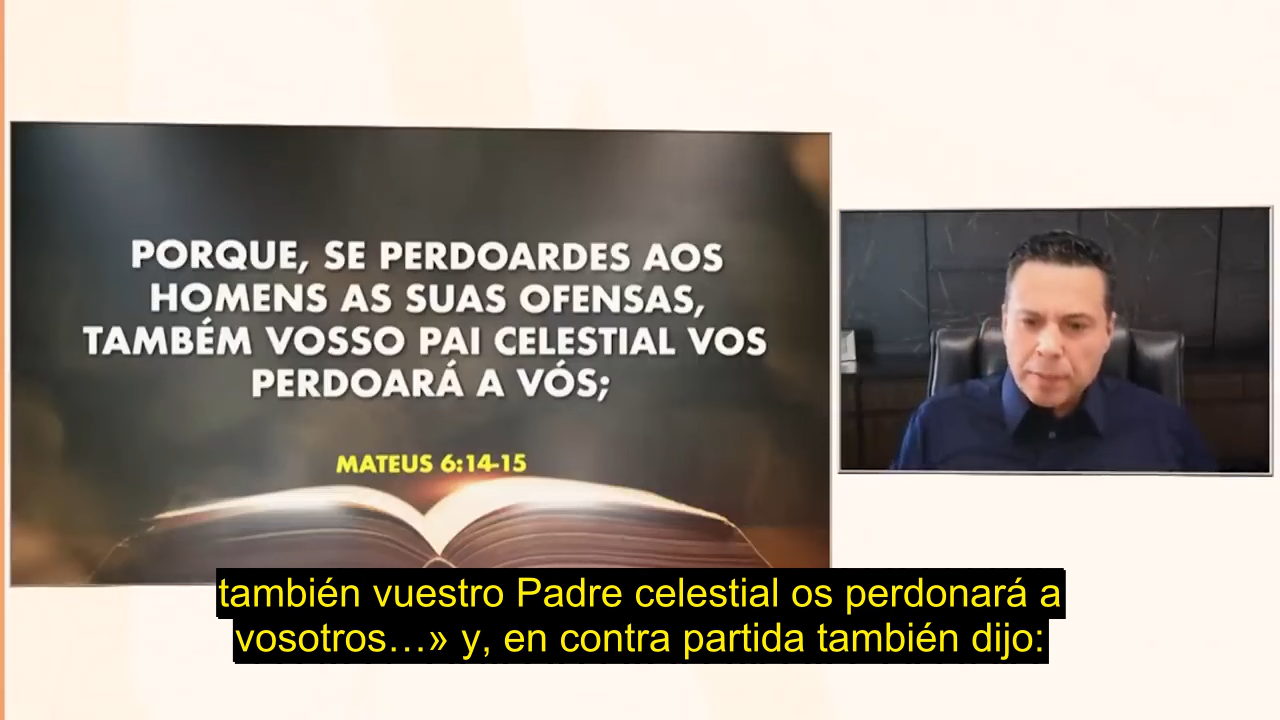 PORQUE, SE PERDOARDES AOS
HOMENS AS SUAS OFENSAS,
TAMBÉM VOSSO PAI CELESTIAL VOS
PERDOARÁ A VÓS;
MATEUS 6:14-15
también vuestro Padre celestial os perdonará a
vosotros…» y, en contra partida también dijo: